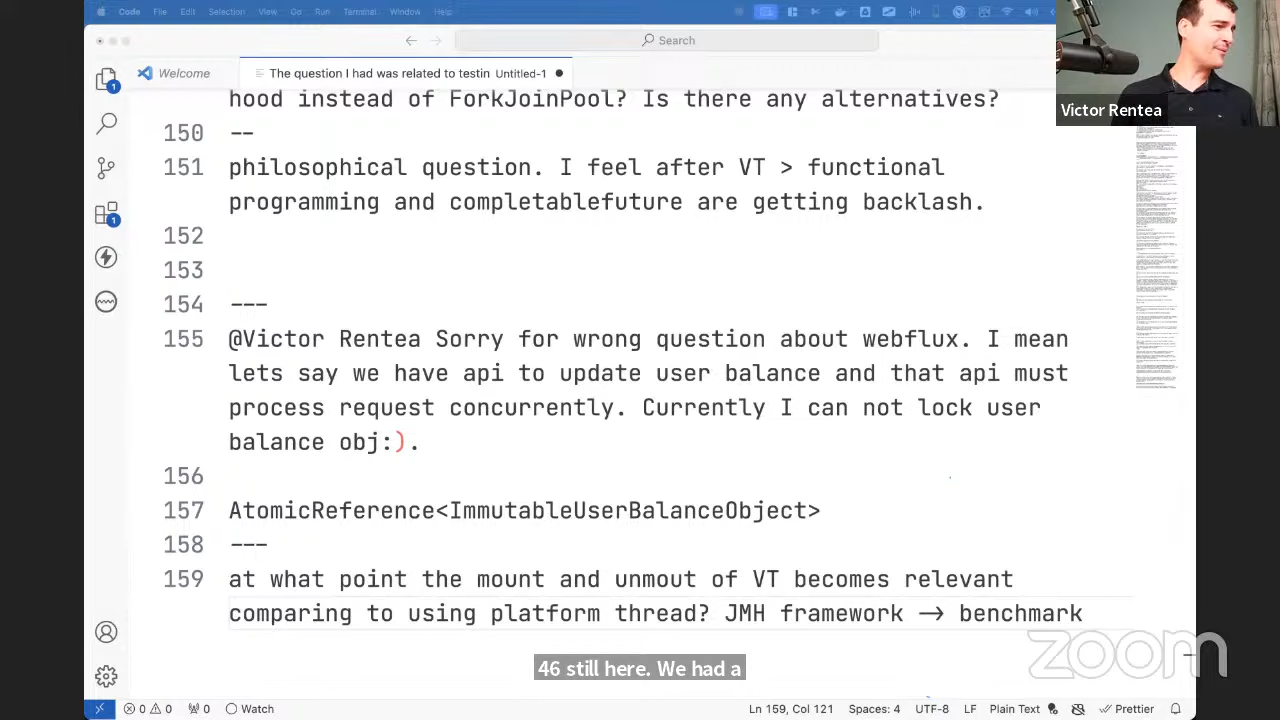 Code File Edit Selection View Go Run Terminal Window Help
Search
Victor Rentea
Welcome
The question I had was related to testin Untitled-1
hood instead of ForkJoinPool? Is there any alternatives?
150 --
151 philosophical question. I feel after VT > functional
programming and completeablefeture are getting backlash.
152
153
154 ---
155 @Victor Rentea Sorry for wrong question about webflux. I mean
lets say we have api to update user balance and that api must
process request concurrently. Currently I can not lock user
balance obj:).
156
157 AtomicReference<ImmutableUserBalanceObject>
158 ---
159 at what point the mount and unmout of VT becomes relevant
comparing to using platform thread? JMH framework -> benchmark
zoom
46 still here. We had a
0 0 0 Watch Ln 159, Col 121 Spaces: 4 UTF-8 LF Plain Text Prettier